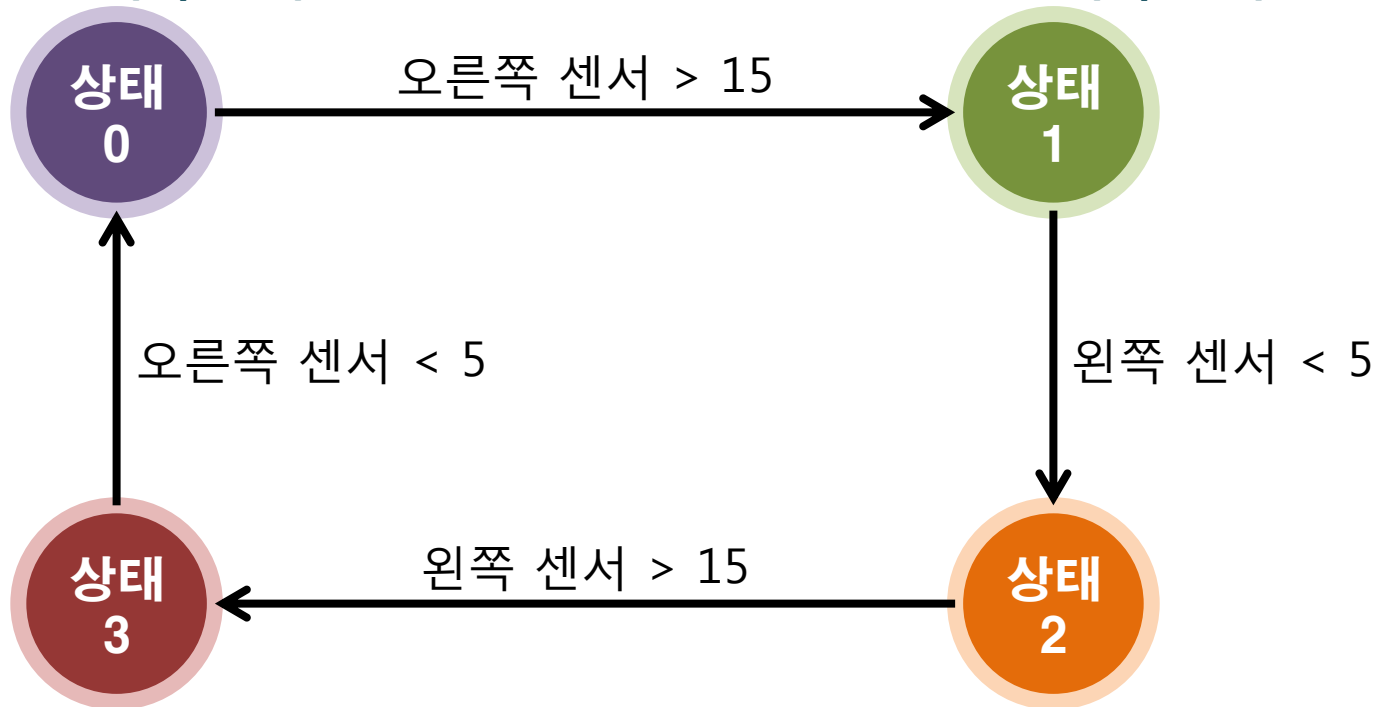 상태
0
오른쪽 센서 > 15
상태
1
오른쪽 센서 < 5
왼쪽 센서 < 5
상태
3
왼쪽 센서 > 15
상태
2